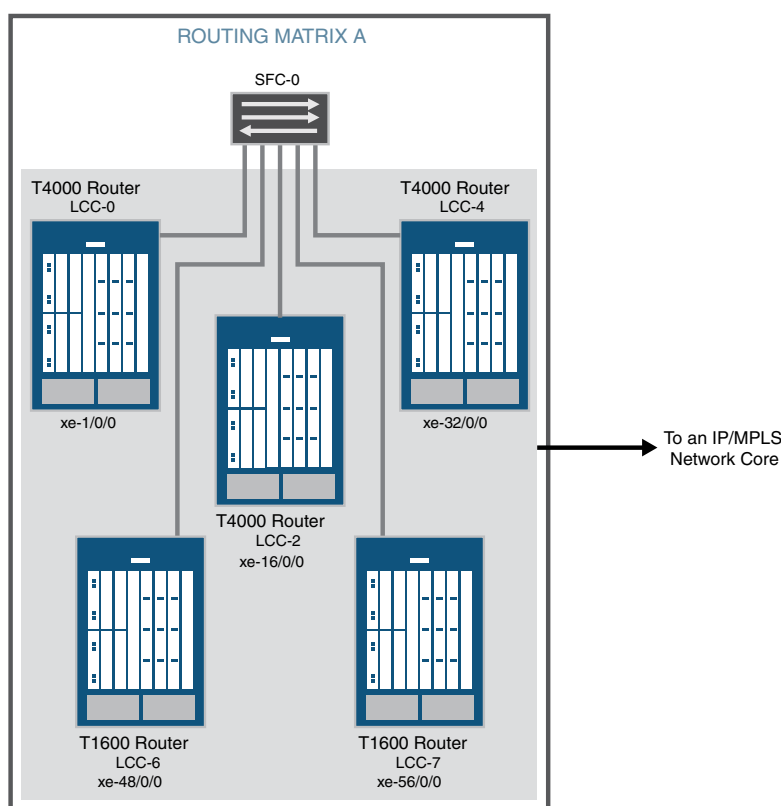 ROUTING MATRIX A
SFC-0
T4000 Router
LCC-0
T4000 Router
LCC-4
xe-1/0/0
xe-32/0/0
To an IP/MPLS
Network Core
T4000 Router
LCC-2
xe-16/0/0
T1600 Router
LCC-6
xe-48/0/0
T1600 Router
LCC-7
xe-56/0/0